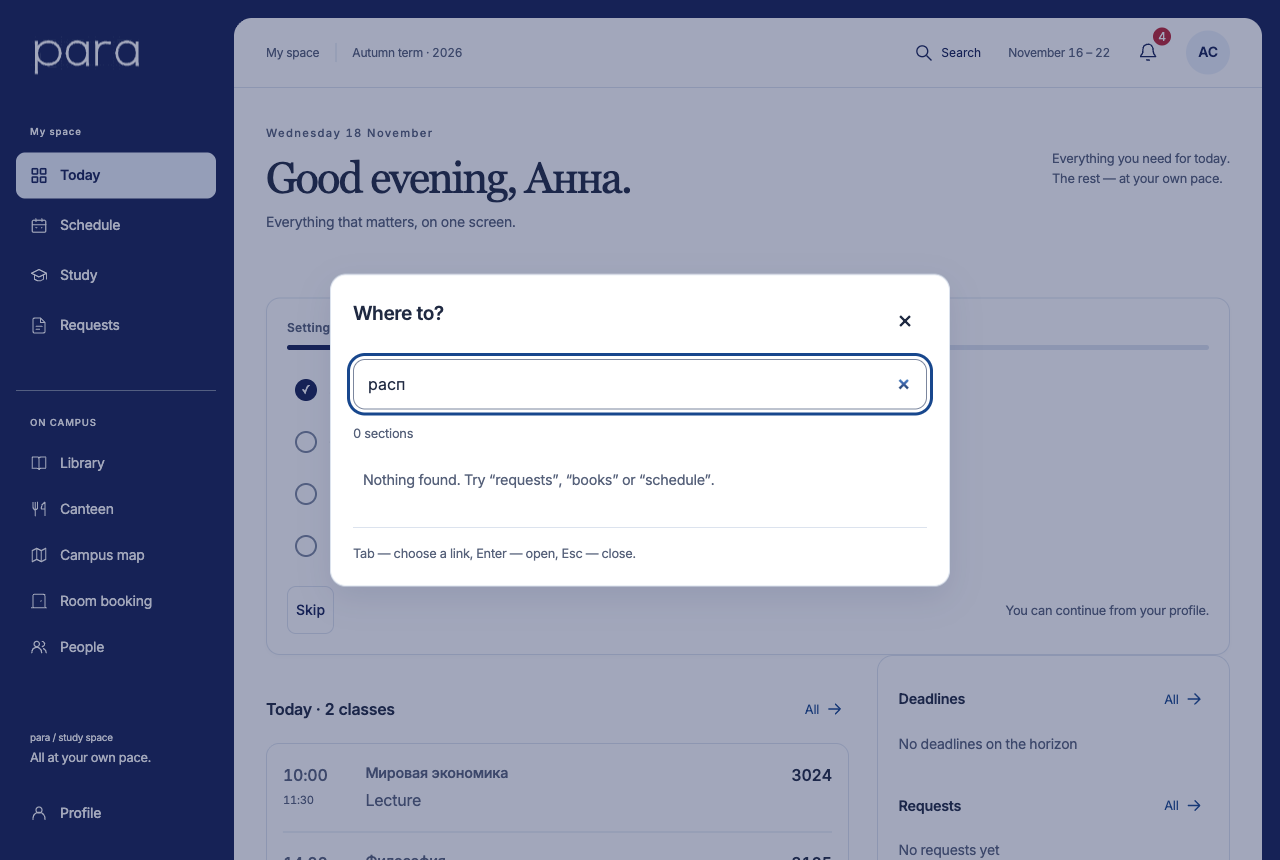 para
My space
Today
Schedule
Study
Requests
ON CAMPUS
Library
Canteen
Campus map
Room booking
People
para / study space
All at your own pace.
Profile
My space
Autumn term · 2026
Search
November 16 – 22
4
AC
Wednesday 18 November
Good evening, Анна.
Everything that matters, on one screen.
Everything you need for today.
The rest — at your own pace.
Where to?
расп
0 sections
Nothing found. Try “requests”, “books” or “schedule”.
Tab — choose a link, Enter — open, Esc — close.
Skip
You can continue from your profile.
Today · 2 classes
All
10:00
Мировая экономика
3024
11:30
Lecture
Deadlines
All
No deadlines on the horizon
Requests
All
No requests yet